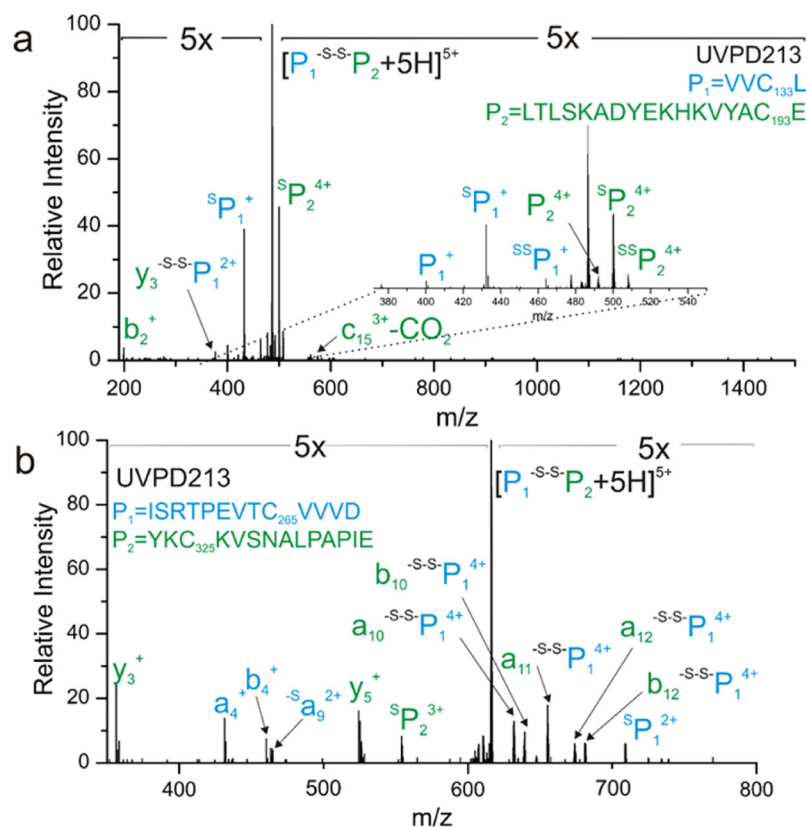 a
100
80
60
40
20
0
Relative Intensity
5x
5x
[P₁-S-S-P₂+5H]⁵⁺
UVPD213
P₁=VVC₁₃₃L
P₂=LTLSKADYEKHKVYAC₁₉₃E
ˢP₁⁺
ˢP₂⁴⁺
y₃-S-S-P₁²⁺
b₂⁺
c₁₅³⁺-CO₂
P₁⁺
ˢP₁⁺
ˢˢP₁⁺
P₂⁴⁺
ˢP₂⁴⁺
ˢˢP₂⁴⁺
380 400 420 440 460 480 500 520 540
m/z
200 400 600 800 1000 1200 1400
m/z
b
100
80
60
40
20
0
Relative Intensity
5x
5x
UVPD213
[P₁-S-S-P₂+5H]⁵⁺
P₁=ISRTPEVTC₂₆₅VVVD
P₂=YKC₃₂₅KVSNALPAPIE
b₁₀-S-S-P₁⁴⁺
a₁₀-S-S-P₁⁴⁺
a₁₁-S-S-P₁⁴⁺
a₁₂-S-S-P₁⁴⁺
b₁₂-S-S-P₁⁴⁺
y₃⁺
a₄⁺
b₄⁺
-Sa₉²⁺
y₅⁺
ˢP₂³⁺
ˢP₁²⁺
400 500 600 700 800
m/z